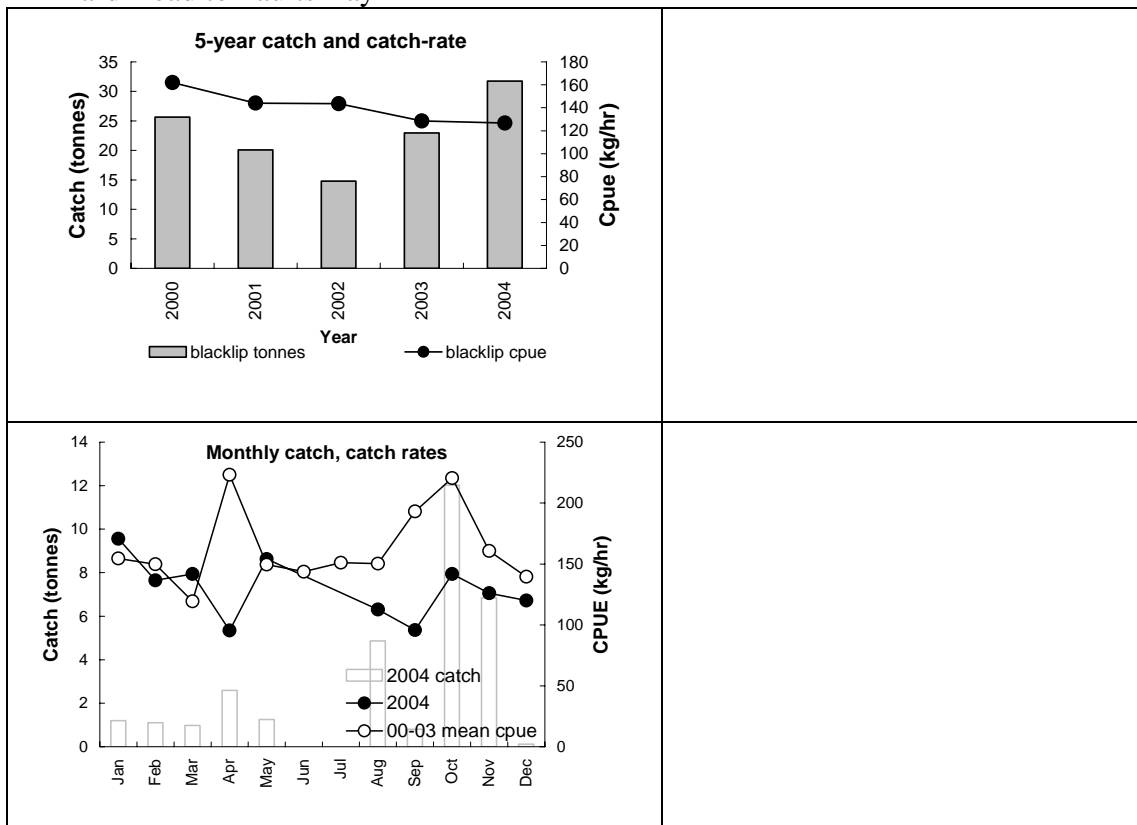 5-year catch and catch-rate
35
30
25
20
15
10
5
0
Catch (tonnes)
180
160
140
120
100
80
60
40
20
0
Cpue (kg/hr)
2000
2001
2002
2003
2004
Year
blacklip tonnes
blacklip cpue
Monthly catch, catch rates
14
12
10
8
6
4
2
0
Catch (tonnes)
250
200
150
100
50
0
CPUE (kg/hr)
2004 catch
2004
00-03 mean cpue
Jan
Feb
Mar
Apr
May
Jun
Jul
Aug
Sep
Oct
Nov
Dec